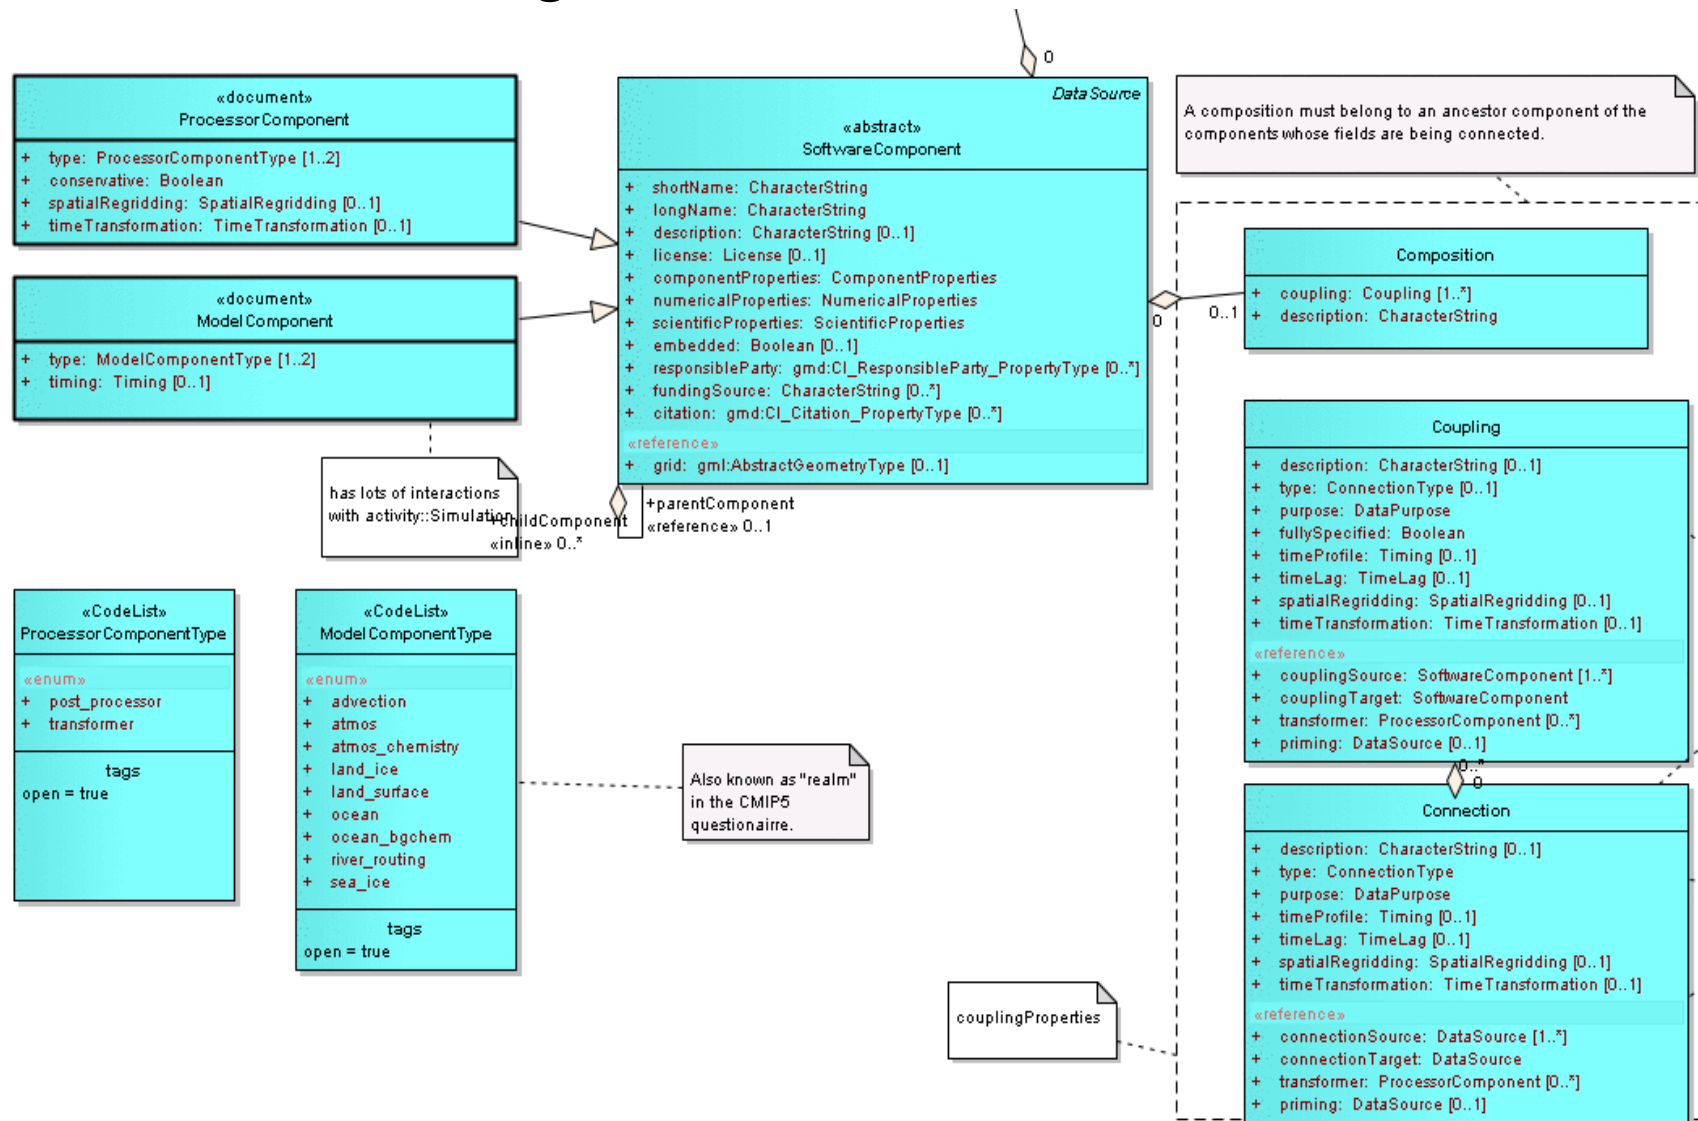 «document»
ProcessorComponent
+ type: ProcessorComponentType [1..2]
+ conservative: Boolean
+ spatialRegridding: SpatialRegridding [0..1]
+ timeTransformation: TimeTransformation [0..1]
«document»
ModelComponent
+ type: ModelComponentType [1..2]
+ timing: Timing [0..1]
has lots of interactions
with activity::Simulation
0
DataSource
«abstract»
SoftwareComponent
+ shortName: CharacterString
+ longName: CharacterString
+ description: CharacterString [0..1]
+ license: License [0..1]
+ componentProperties: ComponentProperties
+ numericalProperties: NumericalProperties
+ scientificProperties: ScientificProperties
+ embedded: Boolean [0..1]
+ responsibleParty: gmd:CI_ResponsibleParty_PropertyType [0..*]
+ fundingSource: CharacterString [0..*]
+ citation: gmd:CI_Citation_PropertyType [0..*]
«reference»
+ grid: gml:AbstractGeometryType [0..1]
+parentComponent
«reference» 0..1
+childComponent
«inline» 0..*
0
0..1
A composition must belong to an ancestor component of the
components whose fields are being connected.
Composition
+ coupling: Coupling [1..*]
+ description: CharacterString
Coupling
+ description: CharacterString [0..1]
+ type: ConnectionType [0..1]
+ purpose: DataPurpose
+ fullySpecified: Boolean
+ timeProfile: Timing [0..1]
+ timeLag: TimeLag [0..1]
+ spatialRegridding: SpatialRegridding [0..1]
+ timeTransformation: TimeTransformation [0..1]
«reference»
+ couplingSource: SoftwareComponent [1..*]
+ couplingTarget: SoftwareComponent
+ transformer: ProcessorComponent [0..*]
+ priming: DataSource [0..1]
0..*
0
Connection
+ description: CharacterString [0..1]
+ type: ConnectionType
+ purpose: DataPurpose
+ timeProfile: Timing [0..1]
+ timeLag: TimeLag [0..1]
+ spatialRegridding: SpatialRegridding [0..1]
+ timeTransformation: TimeTransformation [0..1]
«reference»
+ connectionSource: DataSource [1..*]
+ connectionTarget: DataSource
+ transformer: ProcessorComponent [0..*]
+ priming: DataSource [0..1]
«CodeList»
ProcessorComponentType
«enum»
+ post_processor
+ transformer
tags
open = true
«CodeList»
ModelComponentType
«enum»
+ advection
+ atmos
+ atmos_chemistry
+ land_ice
+ land_surface
+ ocean
+ ocean_bgchem
+ river_routing
+ sea_ice
tags
open = true
Also known as "realm"
in the CMIP5
questionairre.
couplingProperties